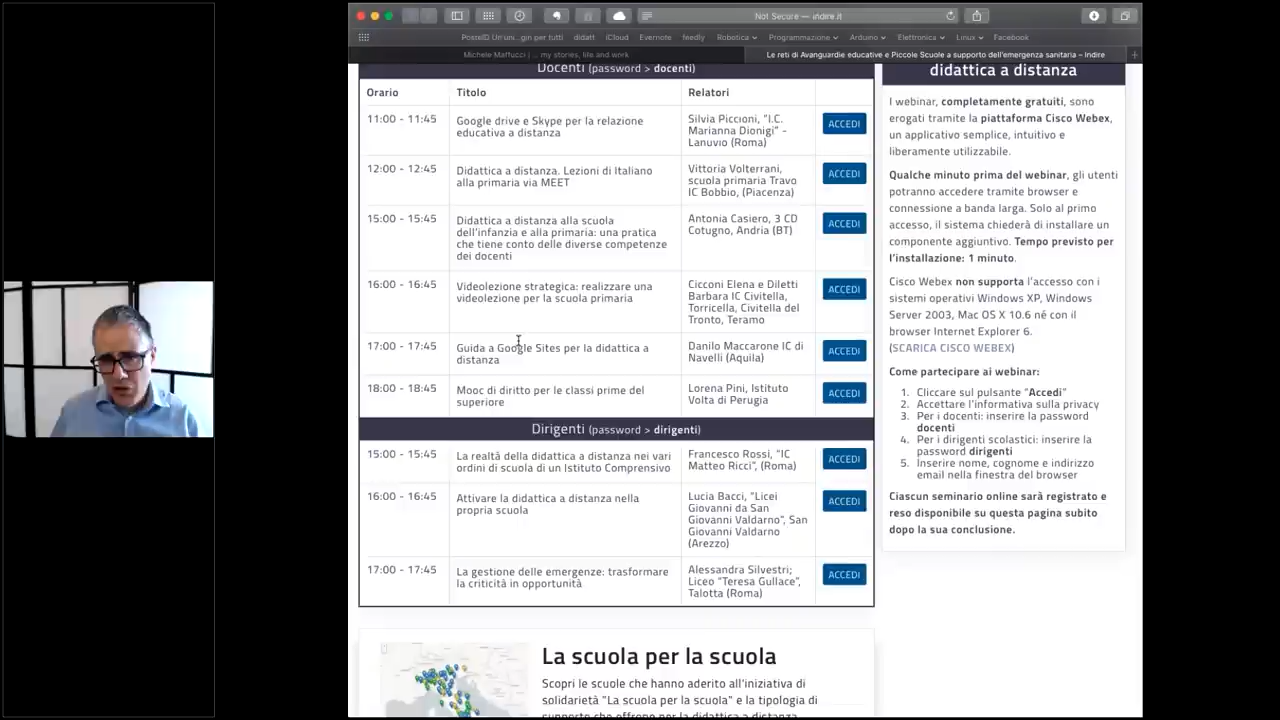 Not Secure — indire.it
PostelD Un'uni...gin per tutti didatt iCloud Evernote feedly Robotica Programmazione Arduino Elettronica Linux Facebook
Michele Maffucci | ... my stories, life and work
Le reti di Avanguardie educative e Piccole Scuole a supporto dell'emergenza sanitaria – Indire
Docenti (password > docenti)
Orario Titolo Relatori
11:00 - 11:45
Google drive e Skype per la relazione
educativa a distanza
Silvia Piccioni, "I.C.
Marianna Dionigi" -
Lanuvio (Roma)
ACCEDI
12:00 - 12:45
Didattica a distanza. Lezioni di Italiano
alla primaria via MEET
Vittoria Volterrani,
scuola primaria Travo
IC Bobbio, (Piacenza)
ACCEDI
15:00 - 15:45
Didattica a distanza alla scuola
dell'infanzia e alla primaria: una pratica
che tiene conto delle diverse competenze
dei docenti
Antonia Casiero, 3 CD
Cotugno, Andria (BT)
ACCEDI
16:00 - 16:45
Videolezione strategica: realizzare una
videolezione per la scuola primaria
Cicconi Elena e Diletti
Barbara IC Civitella,
Torricella, Civitella del
Tronto, Teramo
ACCEDI
17:00 - 17:45
Guida a Google Sites per la didattica a
distanza
Danilo Maccarone IC di
Navelli (Aquila)
ACCEDI
18:00 - 18:45
Mooc di diritto per le classi prime del
superiore
Lorena Pini, Istituto
Volta di Perugia
ACCEDI
Dirigenti (password > dirigenti)
15:00 - 15:45
La realtà della didattica a distanza nei vari
ordini di scuola di un Istituto Comprensivo
Francesco Rossi, "IC
Matteo Ricci", (Roma)
ACCEDI
16:00 - 16:45
Attivare la didattica a distanza nella
propria scuola
Lucia Bacci, "Licei
Giovanni da San
Giovanni Valdarno", San
Giovanni Valdarno
(Arezzo)
ACCEDI
17:00 - 17:45
La gestione delle emergenze: trasformare
la criticità in opportunità
Alessandra Silvestri;
Liceo "Teresa Gullace",
Talotta (Roma)
ACCEDI
La scuola per la scuola
Scopri le scuole che hanno aderito all'iniziativa di
solidarietà "La scuola per la scuola" e la tipologia di
supporto che offrono per la didattica a distanza
didattica a distanza
I webinar, completamente gratuiti, sono
erogati tramite la piattaforma Cisco Webex,
un applicativo semplice, intuitivo e
liberamente utilizzabile.
Qualche minuto prima del webinar, gli utenti
potranno accedere tramite browser e
connessione a banda larga. Solo al primo
accesso, il sistema chiederà di installare un
componente aggiuntivo. Tempo previsto per
l'installazione: 1 minuto.
Cisco Webex non supporta l'accesso con i
sistemi operativi Windows XP, Windows
Server 2003, Mac OS X 10.6 né con il
browser Internet Explorer 6.
(SCARICA CISCO WEBEX)
Come partecipare ai webinar:
1. Cliccare sul pulsante "Accedi"
2. Accettare l'informativa sulla privacy
3. Per i docenti: inserire la password
docenti
4. Per i dirigenti scolastici: inserire la
password dirigenti
5. Inserire nome, cognome e indirizzo
email nella finestra del browser
Ciascun seminario online sarà registrato e
reso disponibile su questa pagina subito
dopo la sua conclusione.